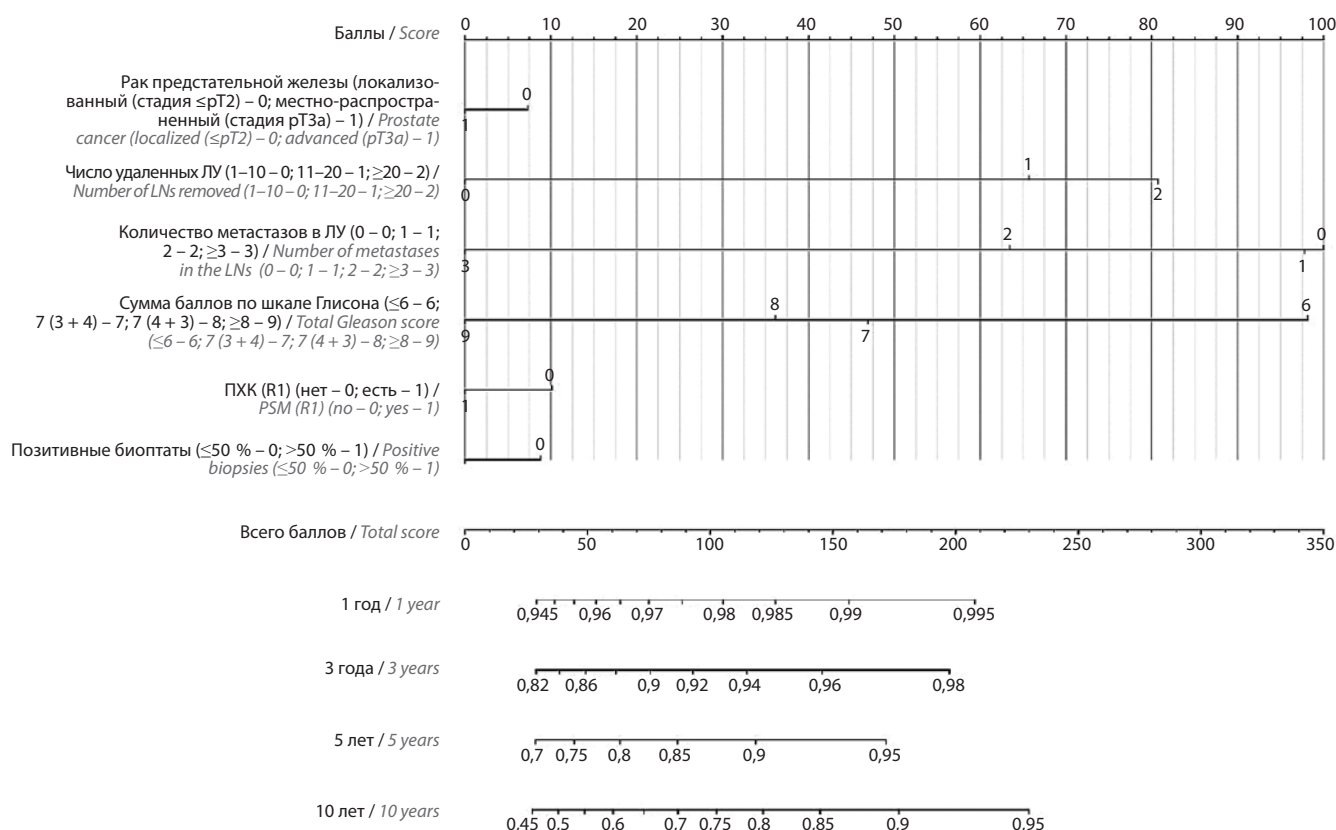 Баллы / Score
0 10 20 30 40 50 60 70 80 90 100
Рак предстательной железы (локализо-
ванный (стадия ≤pT2) – 0; местно-распростра-
ненный (стадия pT3a) – 1) / Prostate
cancer (localized (≤pT2) – 0; advanced (pT3a) – 1)
0
1
Число удаленных ЛУ (1–10 – 0; 11–20 – 1; ≥20 – 2) /
Number of LNs removed (1–10 – 0; 11–20 – 1; ≥20 – 2)
1
0 2
Количество метастазов в ЛУ (0 – 0; 1 – 1;
2 – 2; ≥3 – 3) / Number of metastases
in the LNs (0 – 0; 1 – 1; 2 – 2; ≥3 – 3)
2 0
3 1
Сумма баллов по шкале Глисона (≤6 – 6;
7 (3 + 4) – 7; 7 (4 + 3) – 8; ≥8 – 9) / Total Gleason score
(≤6 – 6; 7 (3 + 4) – 7; 7 (4 + 3) – 8; ≥8 – 9)
8 6
9 7
ПХК (R1) (нет – 0; есть – 1) /
PSM (R1) (no – 0; yes – 1)
0
1
Позитивные биоптаты (≤50 % – 0; >50 % – 1) / Positive
biopsies (≤50 % – 0; >50 % – 1)
0
Всего баллов / Total score
0 50 100 150 200 250 300 350
1 год / 1 year
0,945 0,96 0,97 0,98 0,985 0,99 0,995
3 года / 3 years
0,82 0,86 0,9 0,92 0,94 0,96 0,98
5 лет / 5 years
0,7 0,75 0,8 0,85 0,9 0,95
10 лет / 10 years
0,45 0,5 0,6 0,7 0,75 0,8 0,85 0,9 0,95